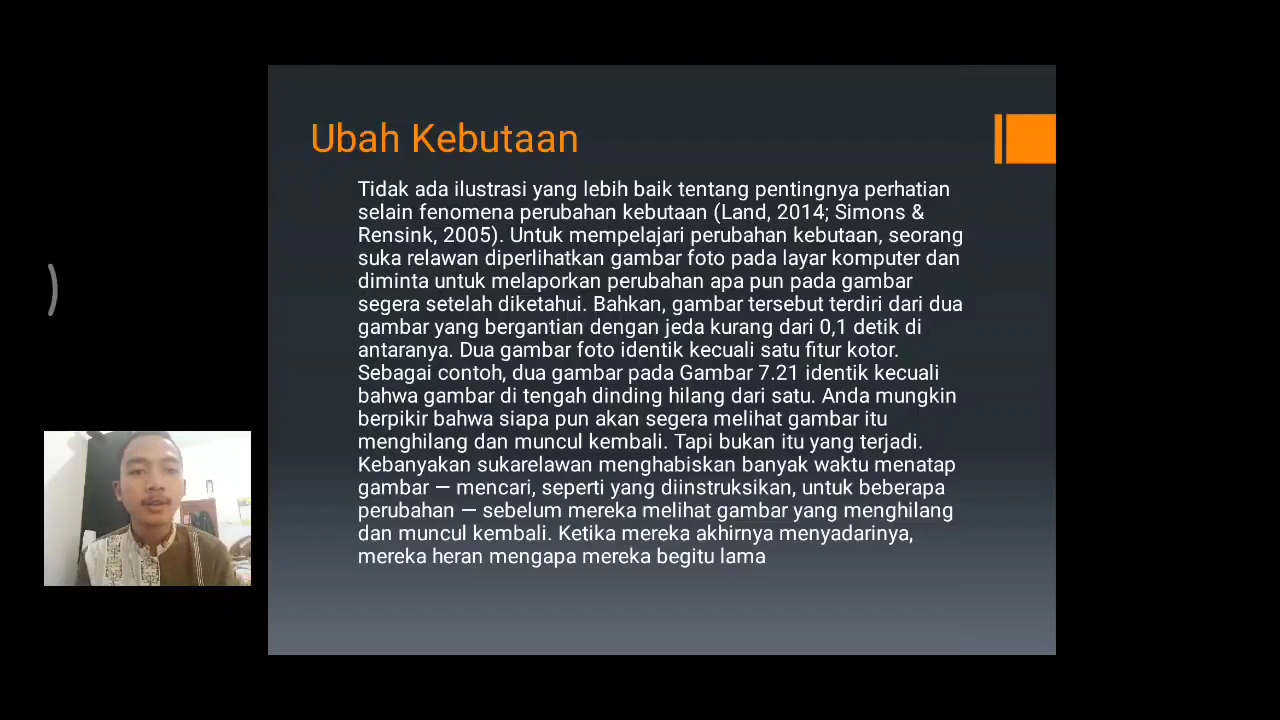 Ubah Kebutaan
Tidak ada ilustrasi yang lebih baik tentang pentingnya perhatian
selain fenomena perubahan kebutaan (Land, 2014; Simons &
Rensink, 2005). Untuk mempelajari perubahan kebutaan, seorang
suka relawan diperlihatkan gambar foto pada layar komputer dan
diminta untuk melaporkan perubahan apa pun pada gambar
segera setelah diketahui. Bahkan, gambar tersebut terdiri dari dua
gambar yang bergantian dengan jeda kurang dari 0,1 detik di
antaranya. Dua gambar foto identik kecuali satu fitur kotor.
Sebagai contoh, dua gambar pada Gambar 7.21 identik kecuali
bahwa gambar di tengah dinding hilang dari satu. Anda mungkin
berpikir bahwa siapa pun akan segera melihat gambar itu
menghilang dan muncul kembali. Tapi bukan itu yang terjadi.
Kebanyakan sukarelawan menghabiskan banyak waktu menatap
gambar — mencari, seperti yang diinstruksikan, untuk beberapa
perubahan — sebelum mereka melihat gambar yang menghilang
dan muncul kembali. Ketika mereka akhirnya menyadarinya,
mereka heran mengapa mereka begitu lama